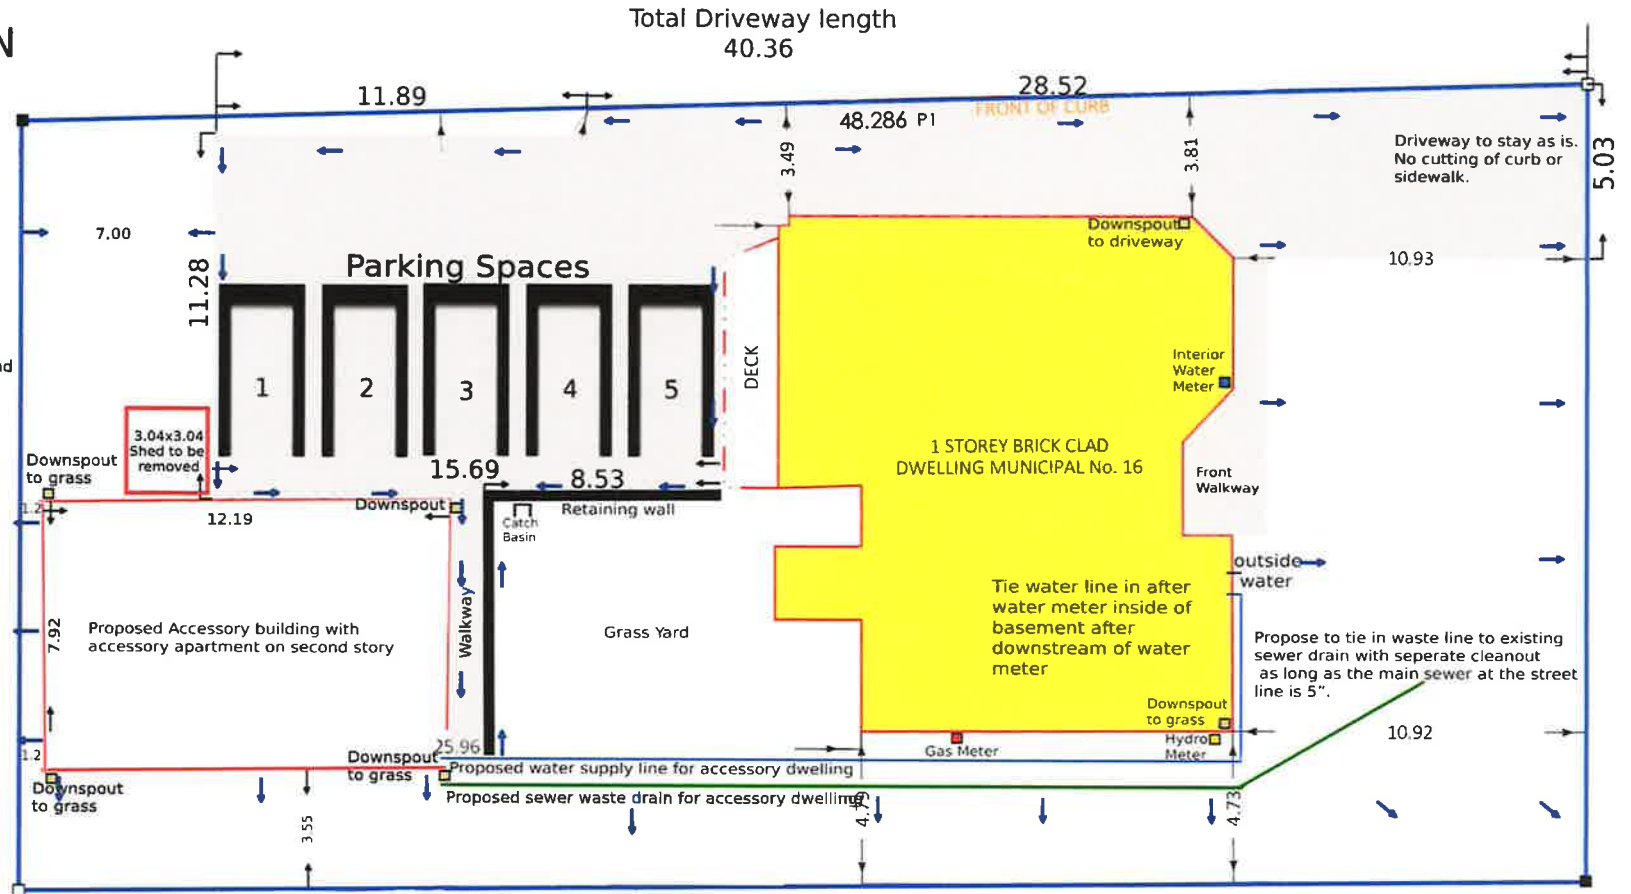 N
Total Driveway length
40.36
11.89
28.52
FRONT OF CURB
48.286 P1
Driveway to stay as is.
No cutting of curb or
sidewalk.
5.03
3.49
3.81
7.00
Downspout
to driveway
10.93
Parking Spaces
11.28
1
2
3
4
5
DECK
Interior
Water
Meter
3.04x3.04
Shed to be
removed
Downspout
to grass
15.69
8.53
1 STOREY BRICK CLAD
DWELLING MUNICIPAL No. 16
Front
Walkway
1.2
12.19
Downspout
Catch
Basin
Retaining wall
outside
water
7.92
Proposed Accessory building with
accessory apartment on second story
Walkway
Grass Yard
Tie water line in after
water meter inside of
basement after
downstream of water
meter
Propose to tie in waste line to existing
sewer drain with seperate cleanout
as long as the main sewer at the street
line is 5".
Downspout
to grass
Hydro
Meter
10.92
1.2
25.96
Gas Meter
Downspout
to grass
Proposed water supply line for accessory dwelling
Downspout
to grass
Proposed sewer waste drain for accessory dwelling
3.55
4.79
4.73